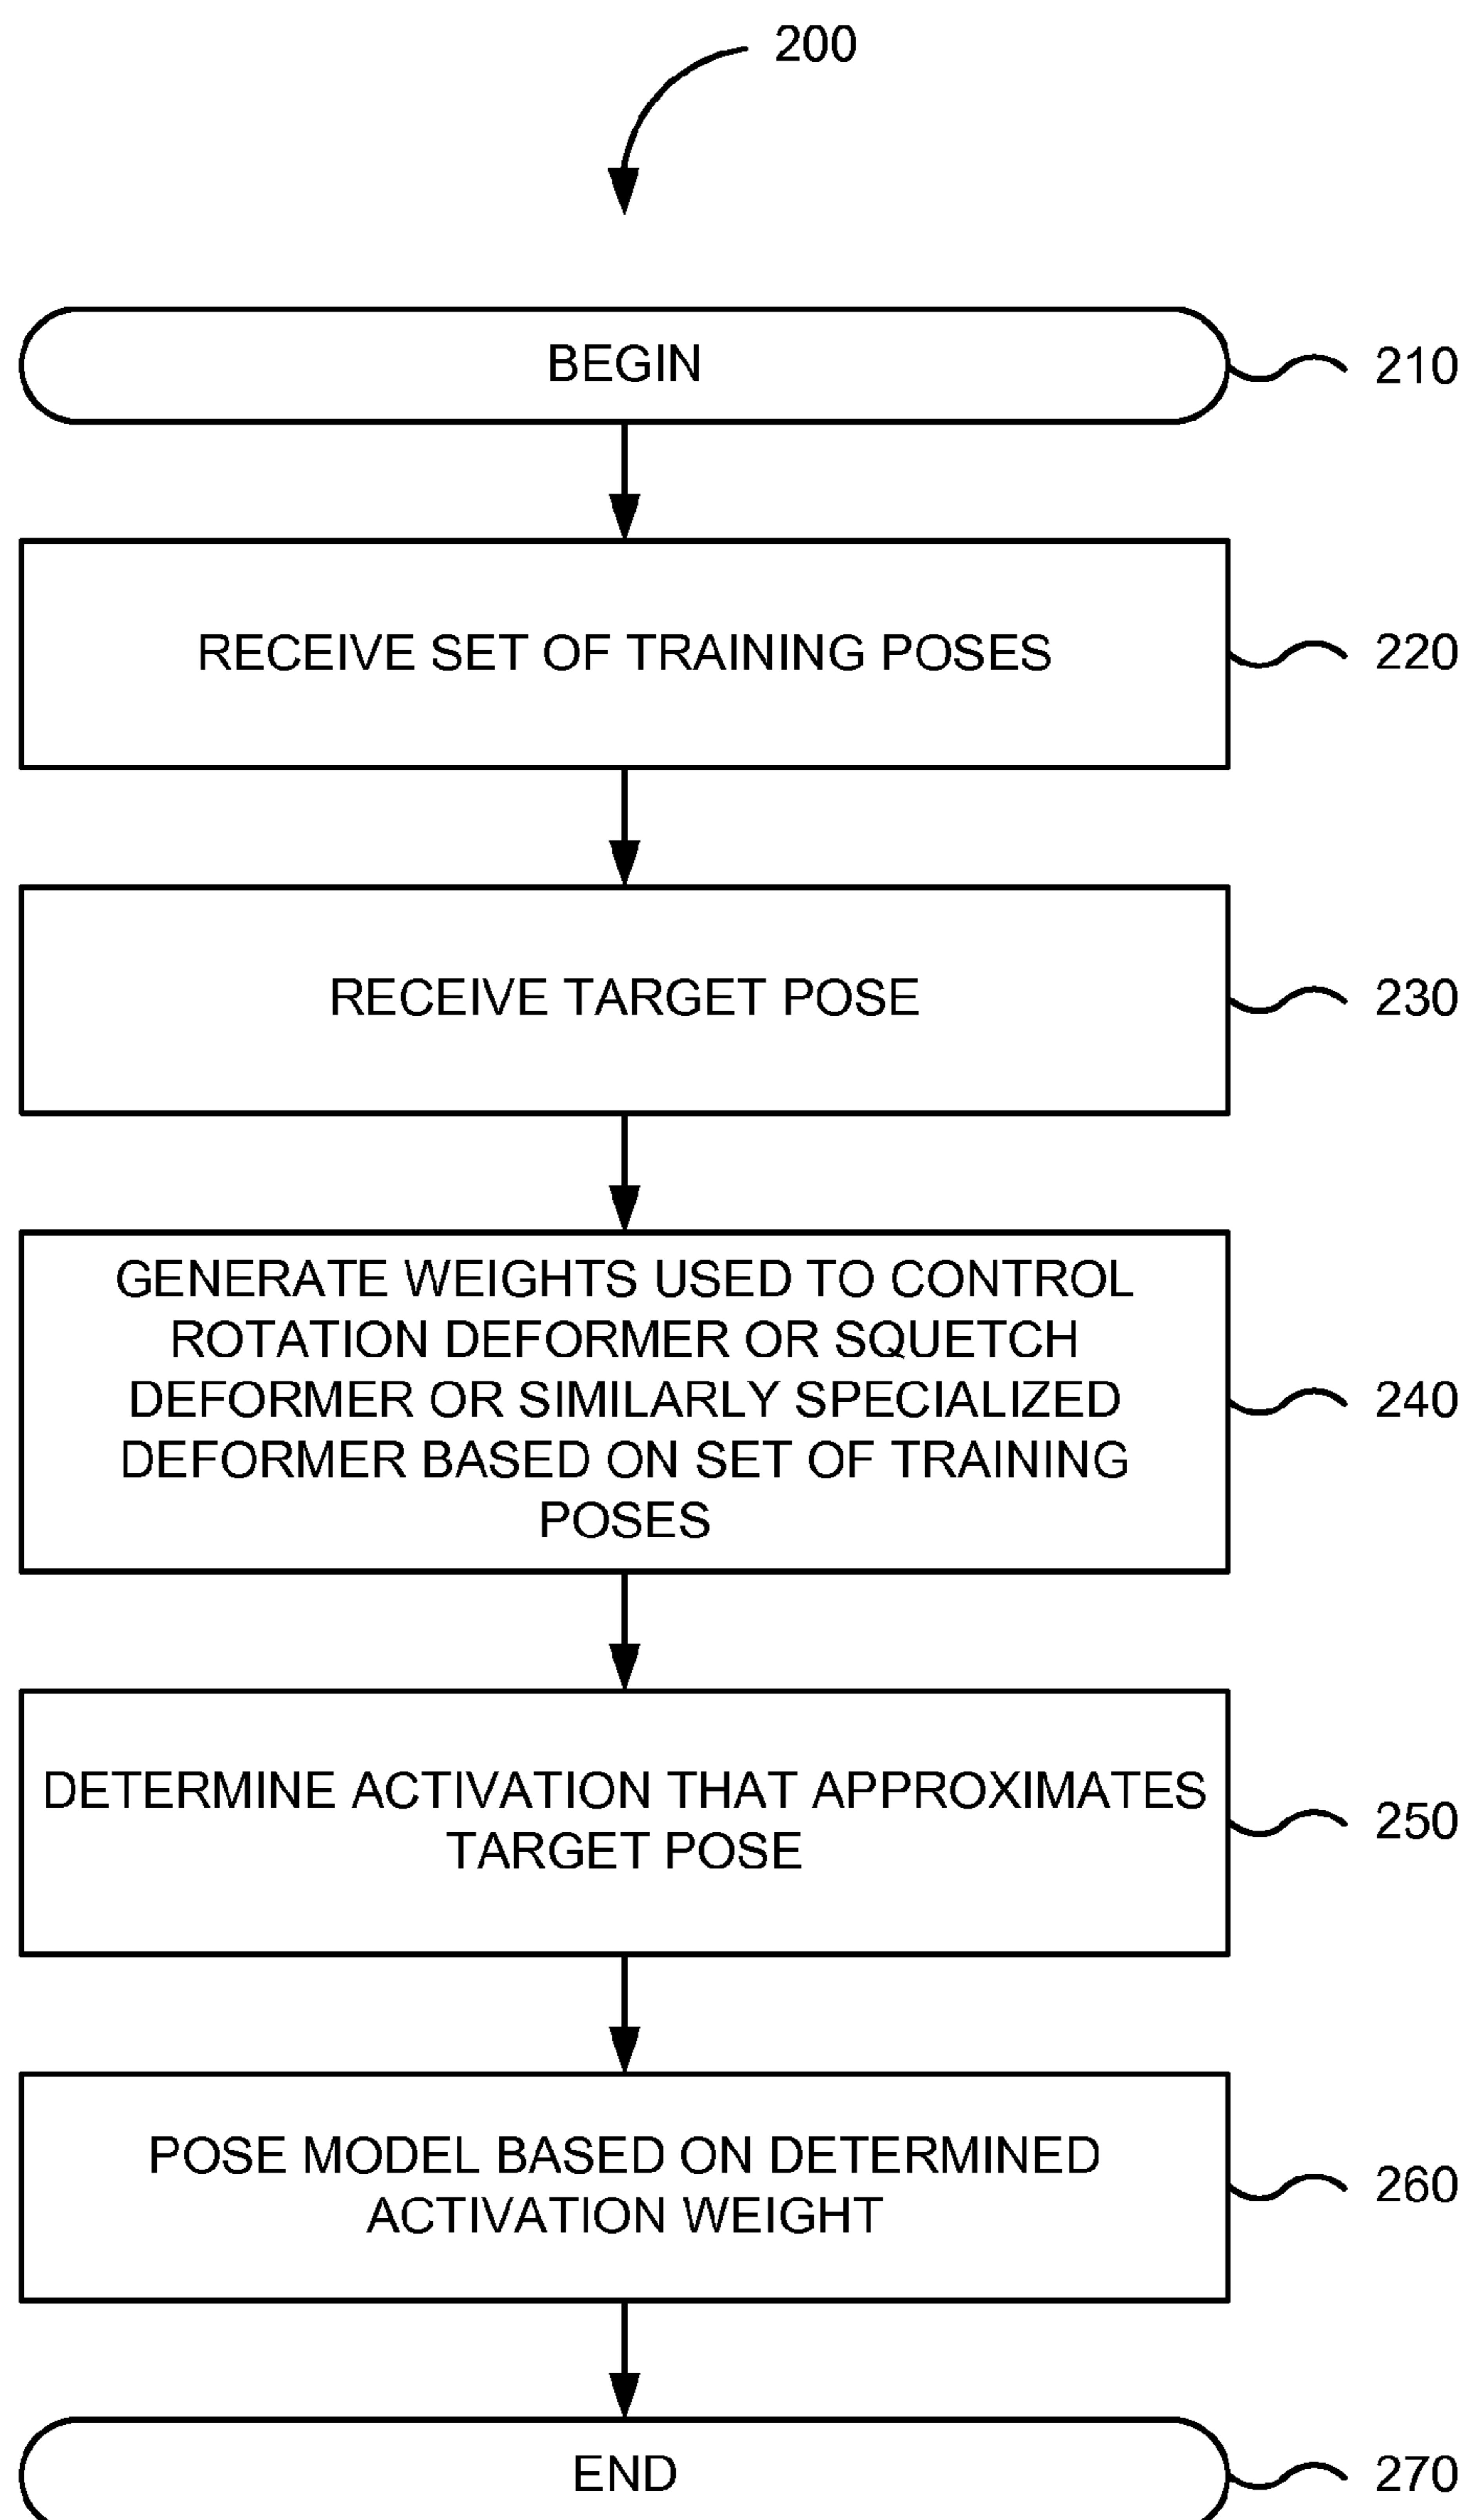 200
BEGIN
210
RECEIVE SET OF TRAINING POSES
220
RECEIVE TARGET POSE
230
GENERATE WEIGHTS USED TO CONTROL
ROTATION DEFORMER OR SQUETCH
DEFORMER OR SIMILARLY SPECIALIZED
DEFORMER BASED ON SET OF TRAINING
POSES
240
DETERMINE ACTIVATION THAT APPROXIMATES
TARGET POSE
250
POSE MODEL BASED ON DETERMINED
ACTIVATION WEIGHT
260
END
270